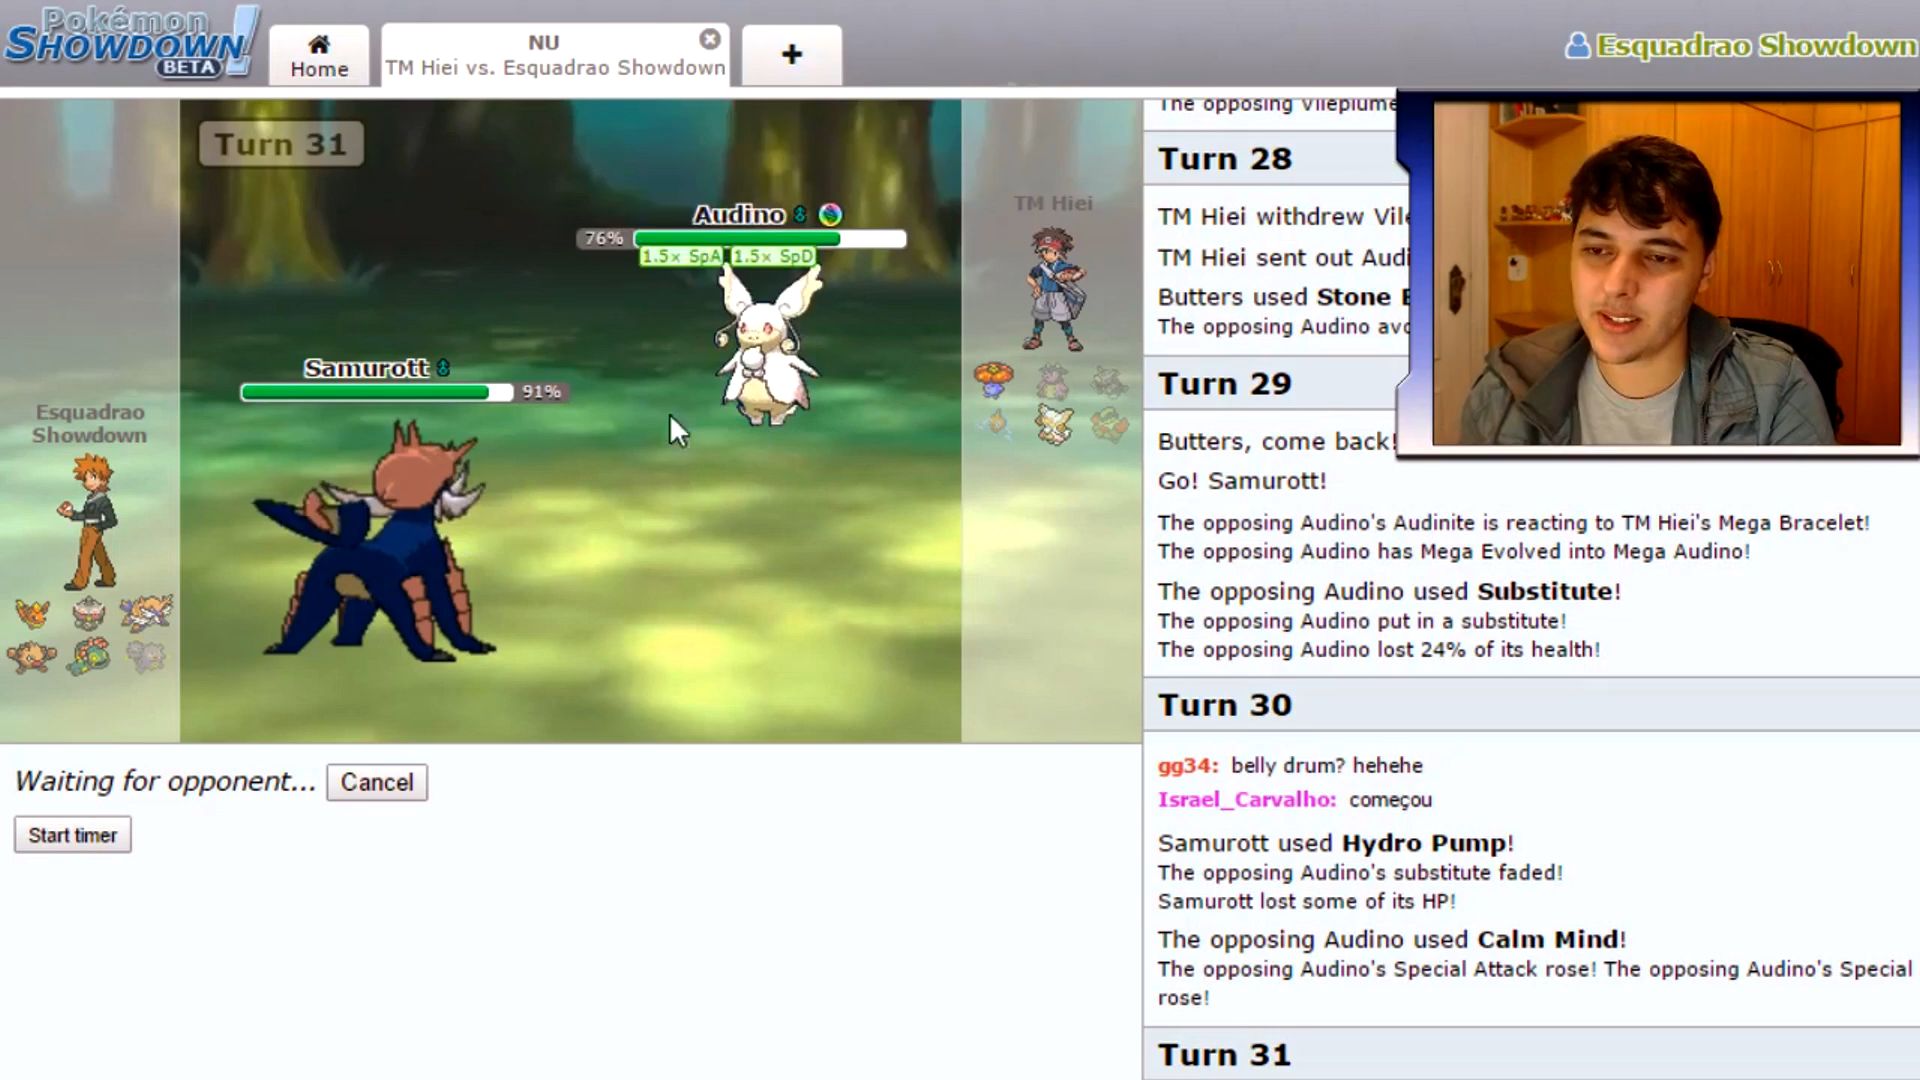 Pokémon
SHOWDOWN!
BETA
Home
NU
TM Hiei vs. Esquadrao Showdown
+
Esquadrao Showdown
Turn 31
Audino
76%
1.5× SpA 1.5× SpD
Samurott
91%
Esquadrao
Showdown
TM Hiei
Waiting for opponent... Cancel
Start timer
The opposing Vileplume
Turn 28
TM Hiei withdrew
TM Hiei sent out
Butters used Stone
The opposing Audino
Turn 29
Butters, come back!
Go! Samurott!
The opposing Audino's Audinite is reacting to TM Hiei's Mega Bracelet!
The opposing Audino has Mega Evolved into Mega Audino!
The opposing Audino used Substitute!
The opposing Audino put in a substitute!
The opposing Audino lost 24% of its health!
Turn 30
gg34: belly drum? hehehe
Israel_Carvalho: começou
Samurott used Hydro Pump!
The opposing Audino's substitute faded!
Samurott lost some of its HP!
The opposing Audino used Calm Mind!
The opposing Audino's Special Attack rose! The opposing Audino's Special
rose!
Turn 31